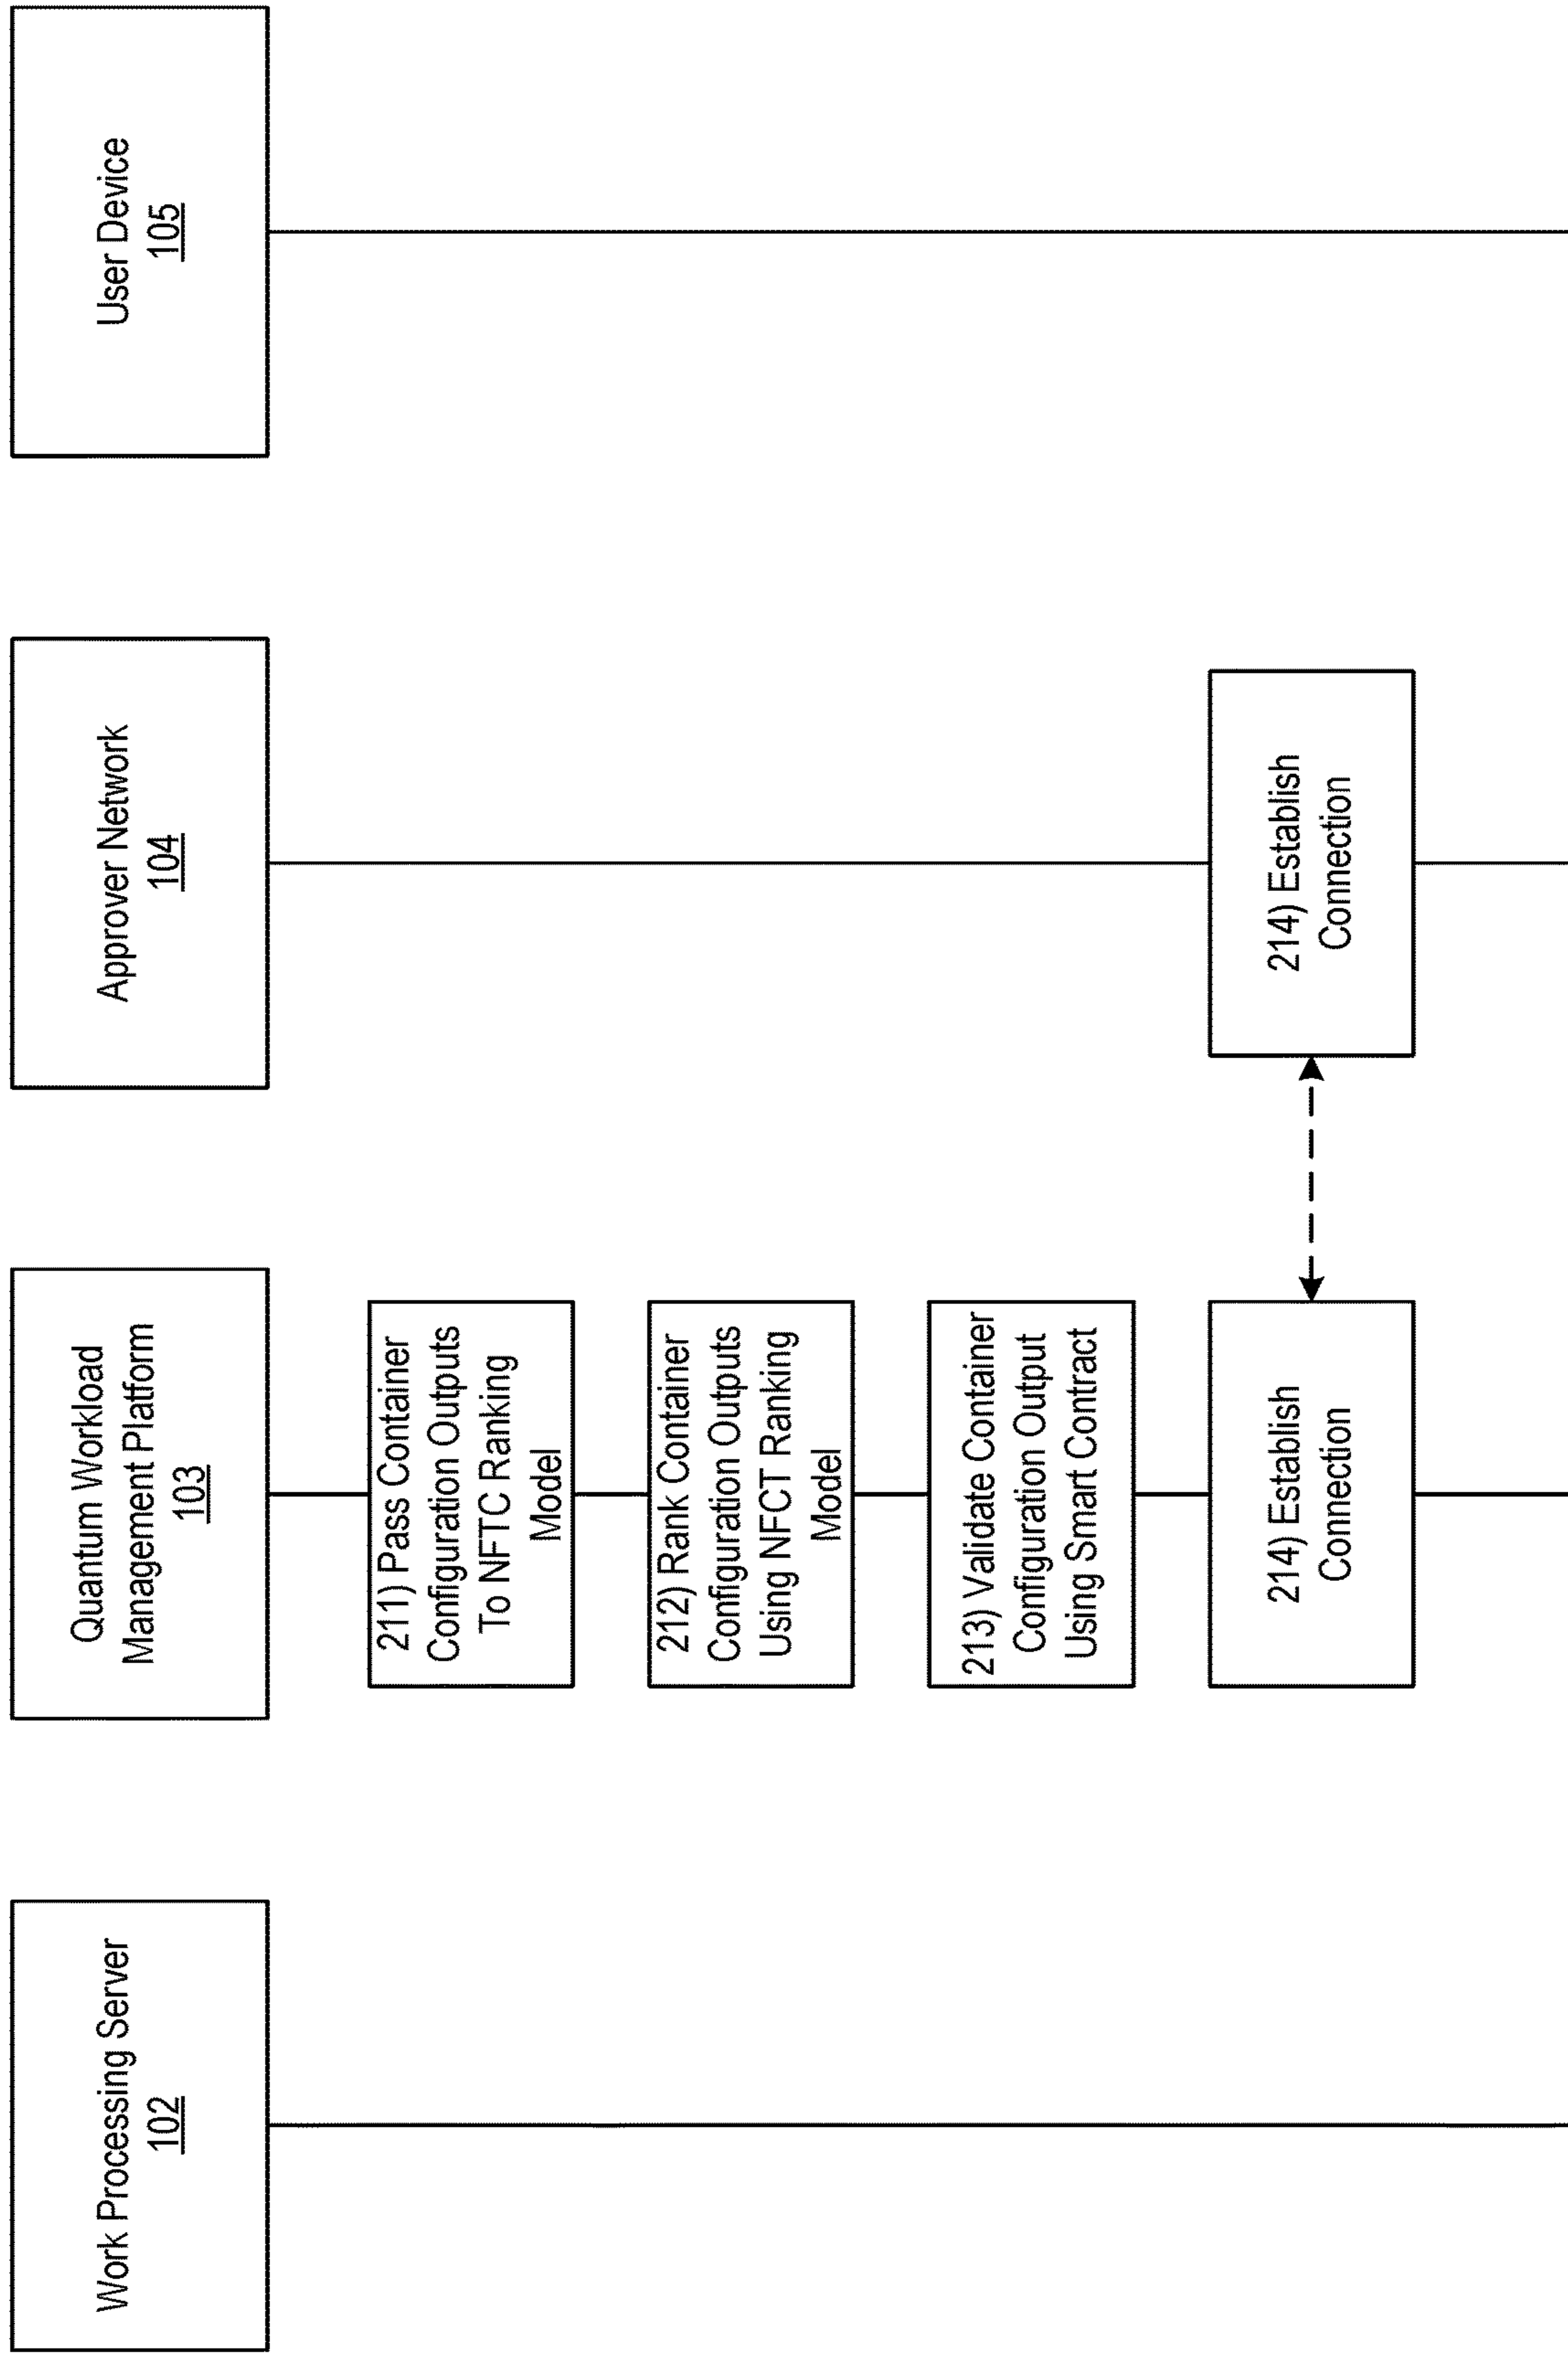 Work Processing Server
102
Quantum Workload
Management Platform
103
Approver Network
104
User Device
105
211) Pass Container
Configuration Outputs
To NFTC Ranking
Model
212) Rank Container
Configuration Outputs
Using NFCT Ranking
Model
213) Validate Container
Configuration Output
Using Smart Contract
214) Establish
Connection
214) Establish
Connection